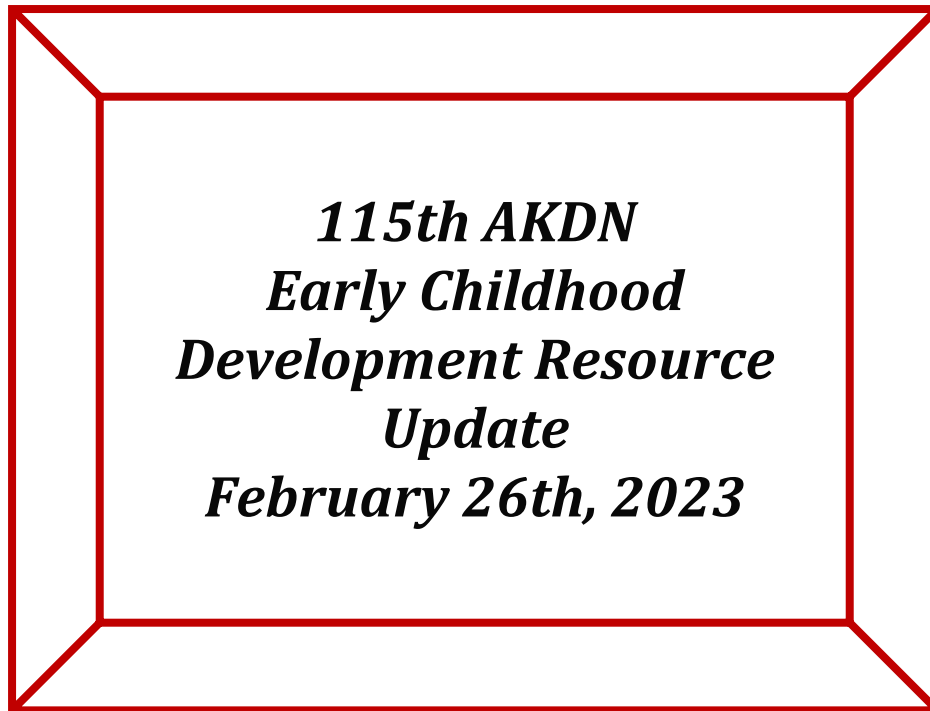 115th AKDN
Early Childhood
Development Resource
Update
February 26th, 2023